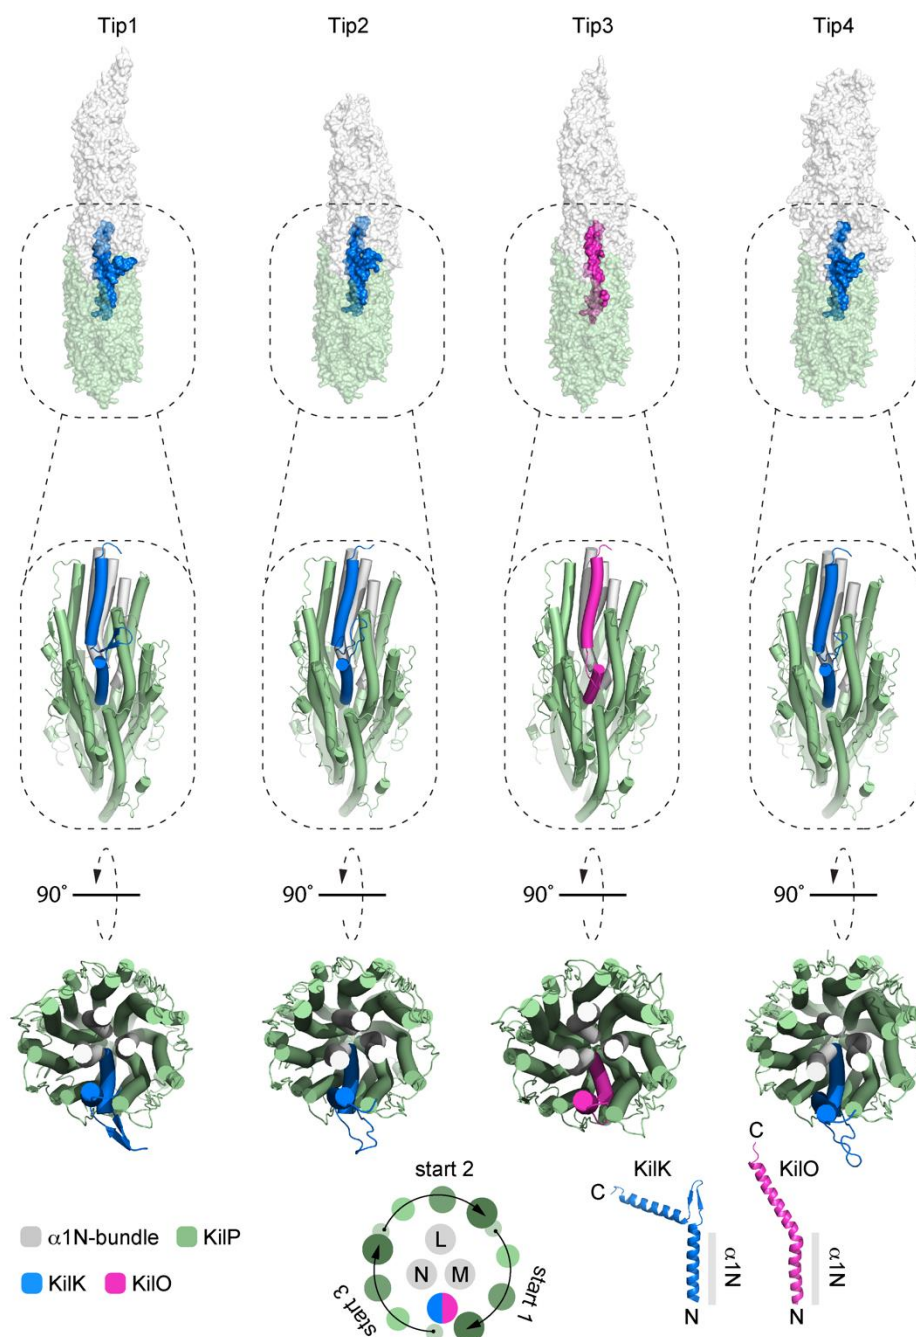 Tip1 Tip2 Tip3 Tip4
90° 90° 90° 90°
start 2
L
N M
start 3
start 1
α1N-bundle KilP
KilK KilO
KilK
C
α1N
N
C
KilO
α1N
N